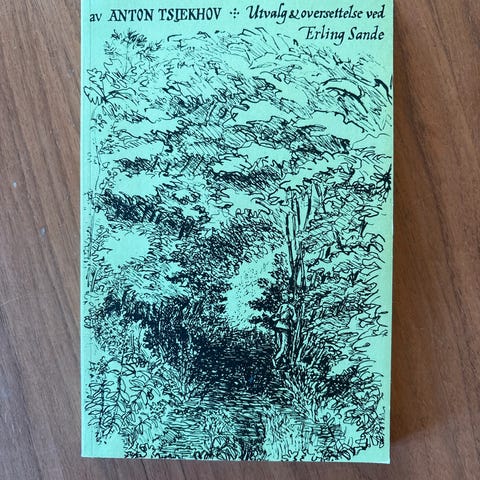 av ANTON TSJEKHOV ⁘ Utvalg & oversettelse ved
Erling Sande